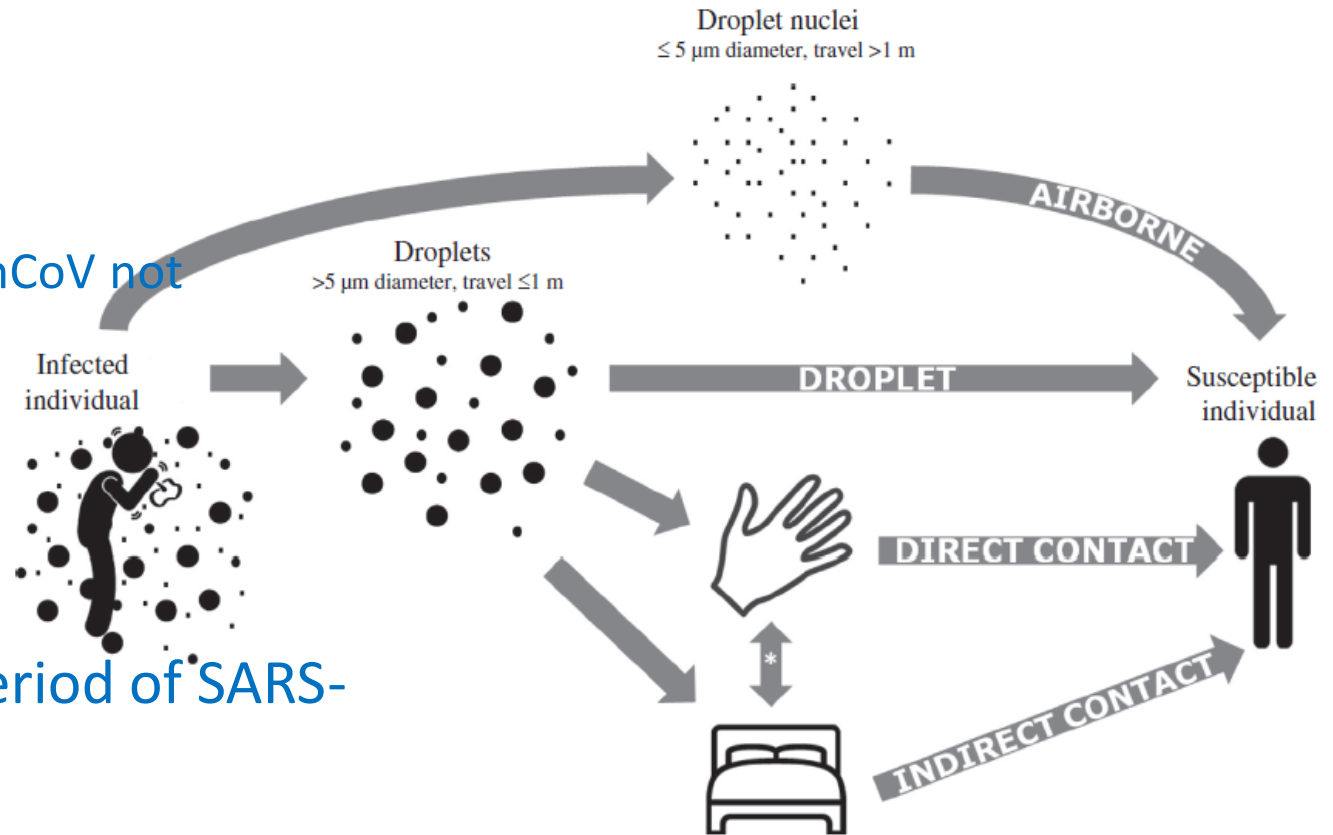 Droplet nuclei
≤ 5 μm diameter, travel >1 m
AIRBORNE
nCoV not
Droplets
>5 μm diameter, travel ≤1 m
Infected
individual
DROPLET
Susceptible
individual
DIRECT CONTACT
*
eriod of SARS-
INDIRECT CONTACT